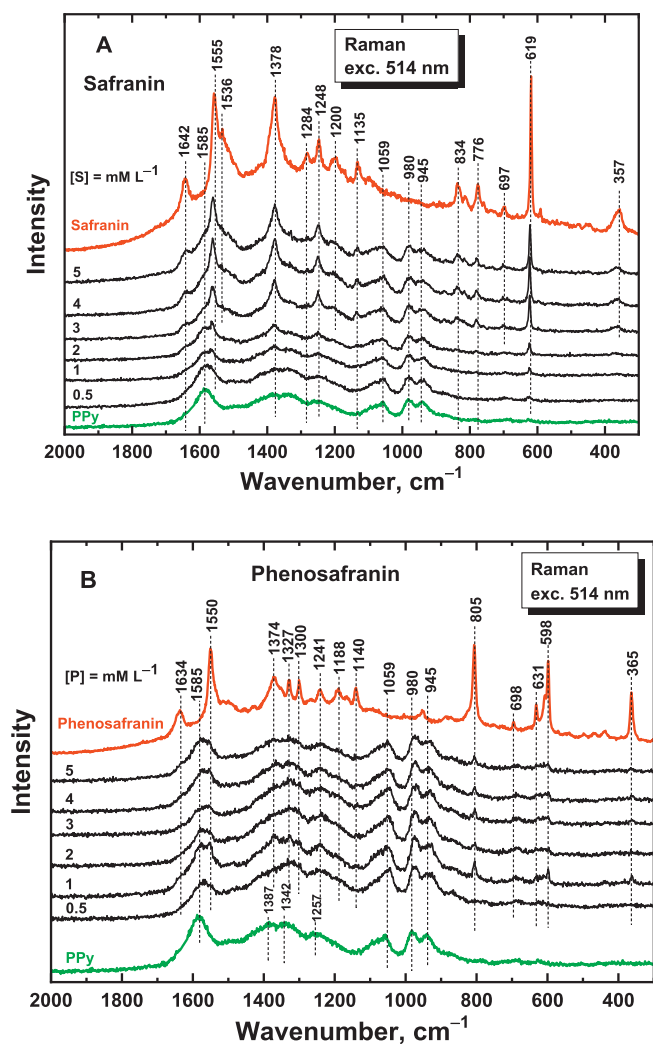 A
Raman
exc. 514 nm
Safranin
1642
1585
1555
1536
1378
1284
1248
1200
1135
1059
980
945
834
776
697
619
357
[S] = mM L⁻¹
Safranin
5
4
3
2
1
0.5
PPy
Intensity
2000 1800 1600 1400 1200 1000 800 600 400
Wavenumber, cm⁻¹
B
Phenosafranin
Raman
exc. 514 nm
[P] = mM L⁻¹
1634
1585
1550
1374
1327
1300
1241
1188
1140
1059
980
945
805
698
631
598
365
Phenosafranin
5
4
3
2
1
0.5
1387
1342
1257
PPy
Intensity
2000 1800 1600 1400 1200 1000 800 600 400
Wavenumber, cm⁻¹